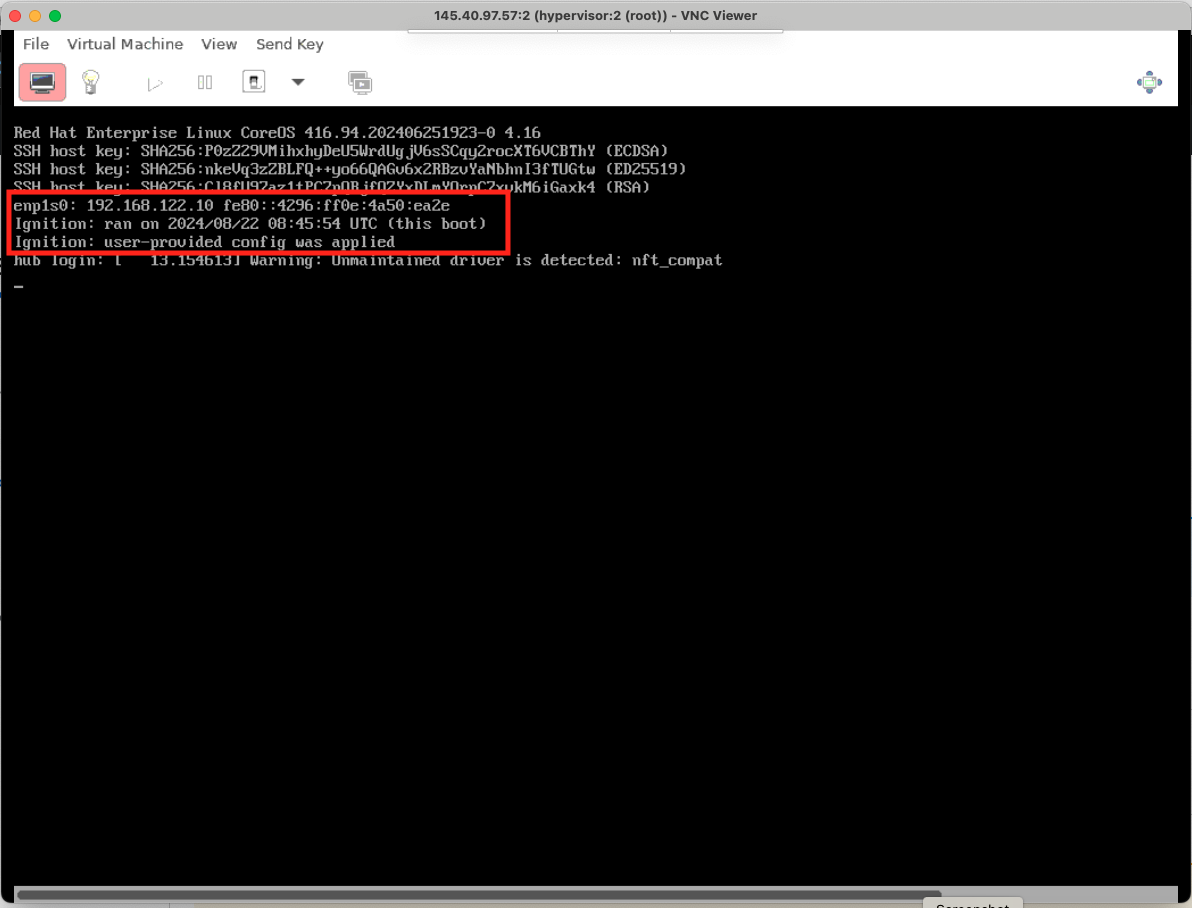 145.40.97.57:2 (hypervisor:2 (root)) - VNC Viewer
File Virtual Machine View Send Key
Red Hat Enterprise Linux CoreOS 416.94.202406251923-0 4.16
SSH host key: SHA256:P0zZ29VMihxhyDeU5WrdUgjV6sSCqy2rocXT6VCBThY (ECDSA)
SSH host key: SHA256:nkeVq3zZBLFQ++yo66QAGv6x2RBzvYaNbhnI3fTUGtw (ED25519)
SSH host key: (RSA)
enp1s0: 192.168.122.10 fe80::4296:ff0e:4a50:ea2e
Ignition: ran on 2024/08/22 08:45:54 UTC (this boot)
Ignition: user-provided config was applied
hub login: [ 13.154613] Warning: Unmaintained driver is detected: nft_compat
_
Screenshot